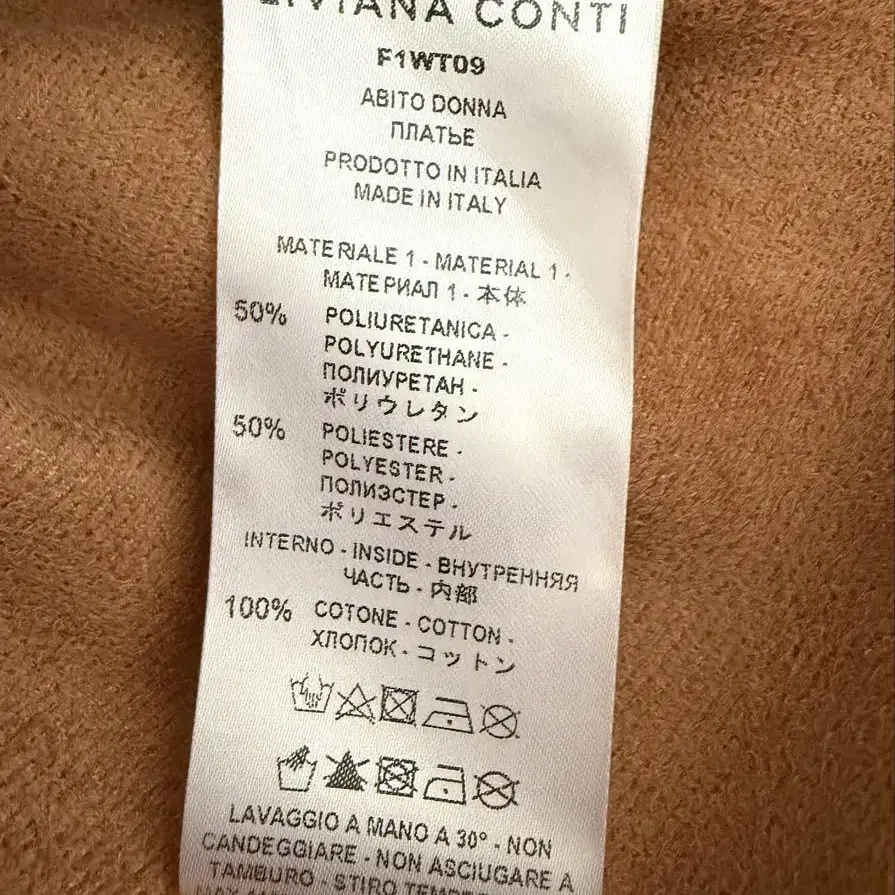 LIVIANA CONTI
F1WT09
ABITO DONNA
ПЛАТЬЕ
PRODOTTO IN ITALIA
MADE IN ITALY
MATERIALE 1 - MATERIAL 1 -
МАТЕРИАЛ 1 - 本体
50% POLIURETANICA -
POLYURETHANE -
ПОЛИУРЕТАН -
ポリウレタン
50% POLIESTERE -
POLYESTER -
ПОЛИЭСТЕР -
ポリエステル
INTERNO - INSIDE - ВНУТРЕННЯЯ
ЧАСТЬ - 内部
100% COTONE - COTTON -
ХЛОПОК - コットン
LAVAGGIO A MANO A 30° - NON
CANDEGGIARE - NON ASCIUGARE A
TAMBURO - STIRO